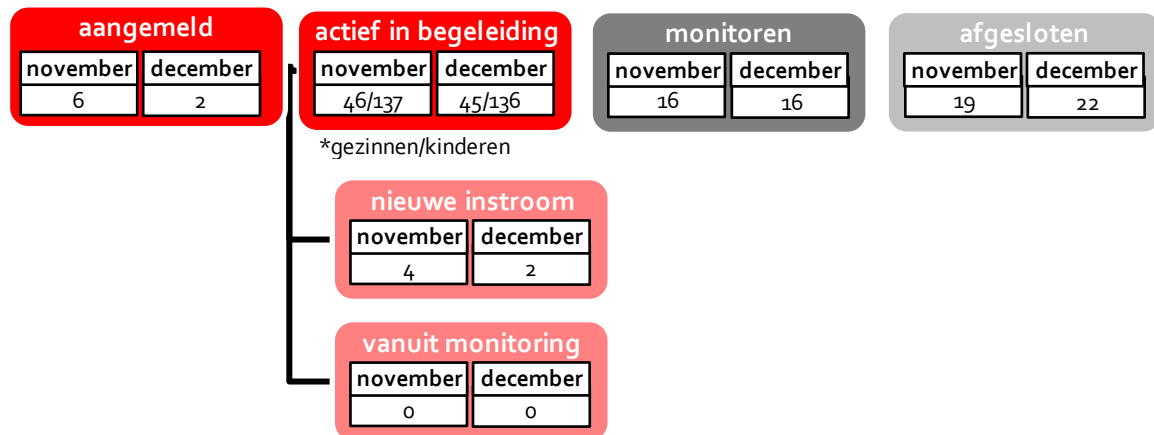 aangemeld
november december
6 2
actief in begeleiding
november december
46/137 45/136
*gezinnen/kinderen
monitoren
november december
16 16
afgesloten
november december
19 22
nieuwe instroom
november december
4 2
vanuit monitoring
november december
0 0